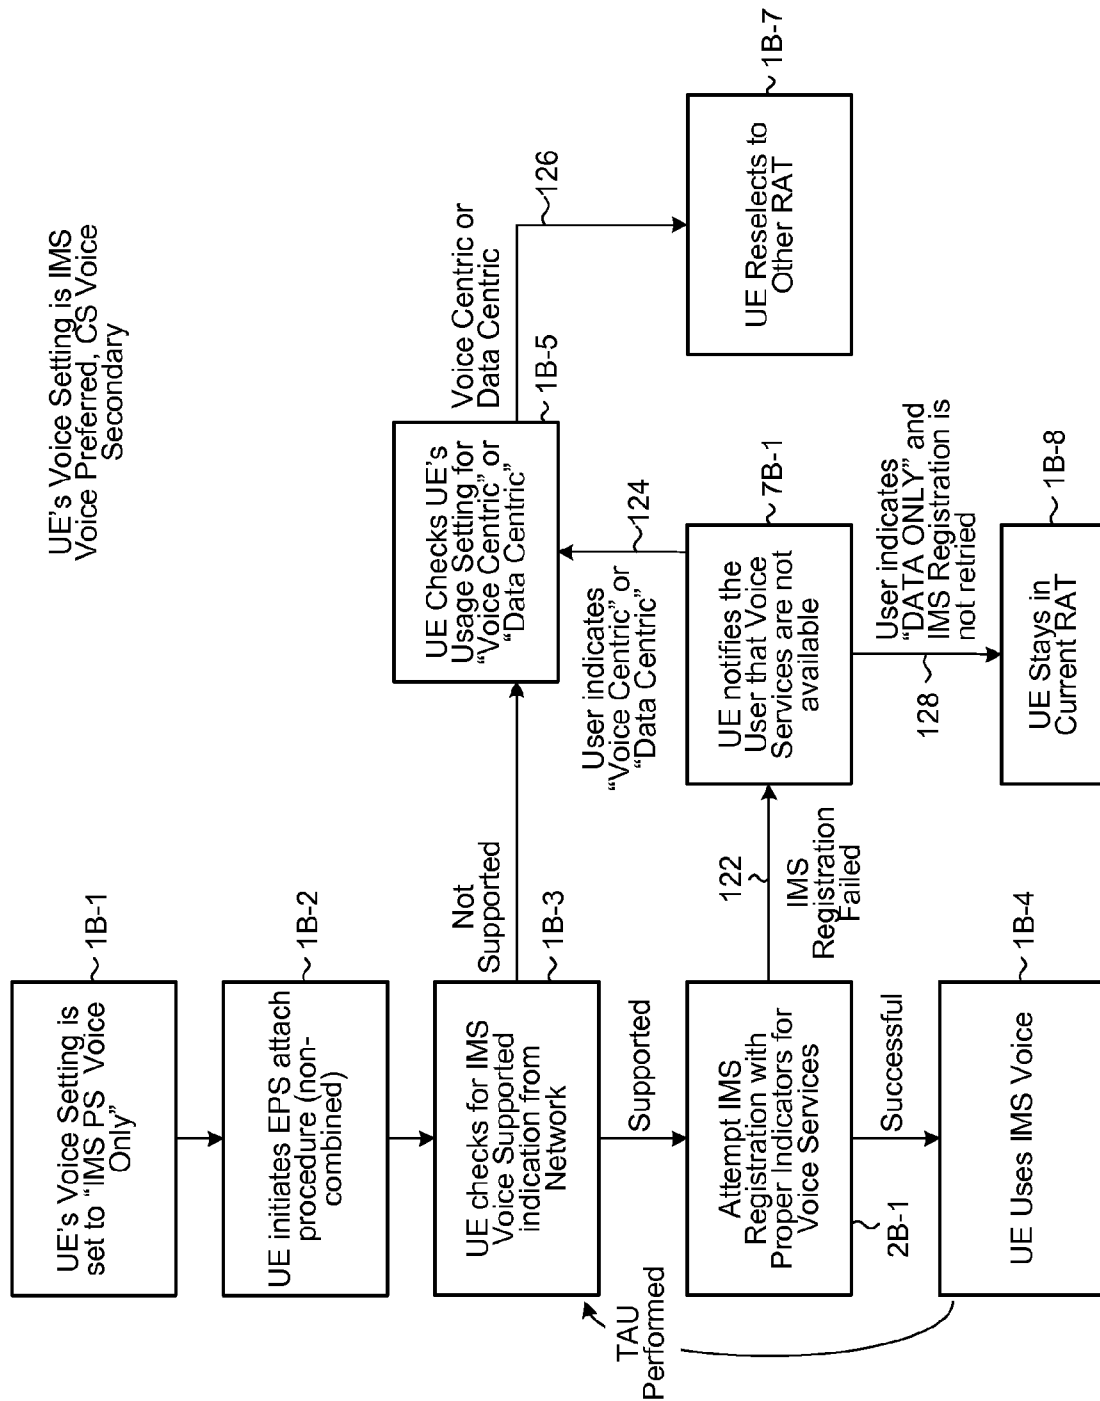 UE's Voice Setting is IMS
Voice Preferred, CS Voice
Secondary
UE's Voice Setting is
set to "IMS PS Voice
Only"
1B-1
UE initiates EPS attach
procedure (non-
combined)
1B-2
UE checks for IMS
Voice Supported
indication from
Network
1B-3
Not
Supported
UE Checks UE's
Usage Setting for
"Voice Centric" or
"Data Centric"
1B-5
Voice Centric or
Data Centric
126
UE Reselects to
Other RAT
1B-7
Supported
TAU
Performed
Attempt IMS
Registration with
Proper Indicators for
Voice Services
2B-1
122
IMS
Registration
Failed
User indicates
"Voice Centric" or
"Data Centric"
124
UE notifies the
User that Voice
Services are not
available
7B-1
Successful
UE Uses IMS Voice
1B-4
128
User indicates
"DATA ONLY" and
IMS Registration is
not retried
UE Stays in
Current RAT
1B-8